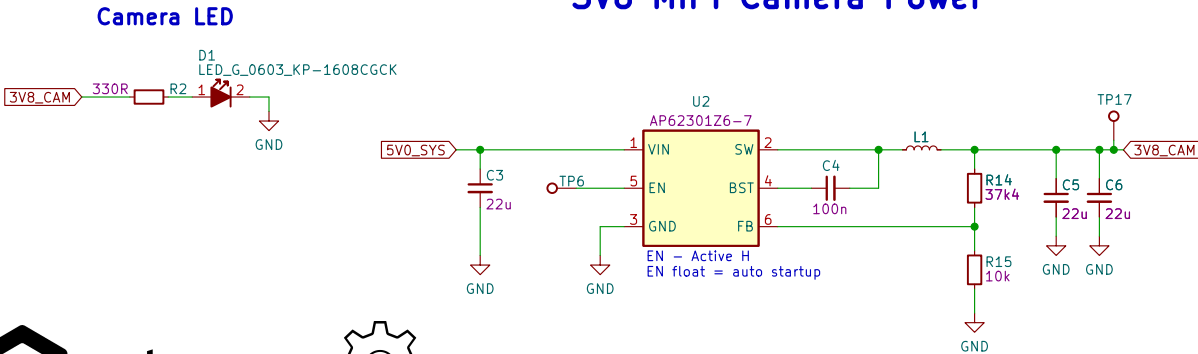 3V8 MIPI Camera Power
Camera LED
D1
LED_G_0603_KP-1608CGCK
3V8_CAM
330R
R2
1
2
GND
U2
AP62301Z6-7
5V0_SYS
1
VIN
SW
2
TP6
5
EN
BST
4
3
GND
FB
6
EN - Active H
EN float = auto startup
C3
22u
GND
GND
C4
100n
L1
R14
37k4
R15
10k
GND
C5
22u
GND
C6
22u
GND
TP17
3V8_CAM